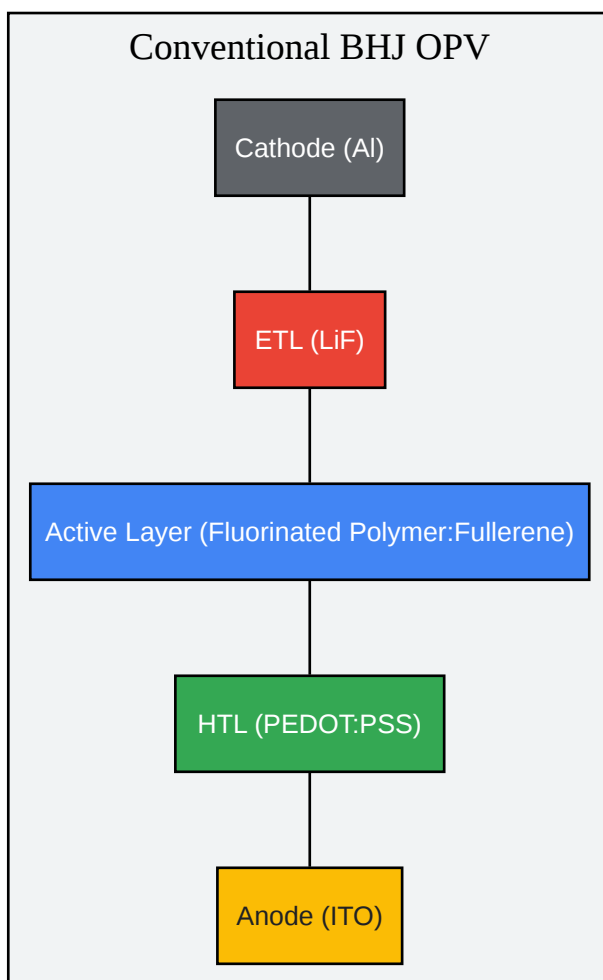 Conventional BHJ OPV
Cathode (Al)
ETL (LiF)
Active Layer (Fluorinated Polymer:Fullerene)
HTL (PEDOT:PSS)
Anode (ITO)